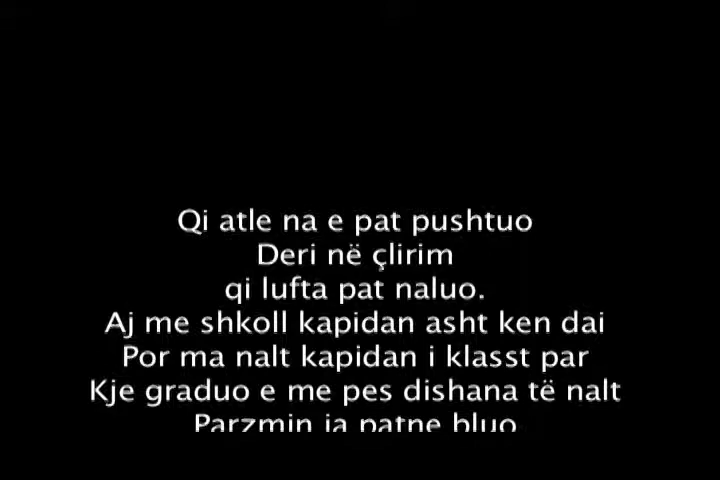 Qi atle na e pat pushtuo
Deri në çlirim
qi lufta pat naluo.
Aj me shkoll kapidan asht ken dai
Por ma nalt kapidan i klasst par
Kje graduo e me pes dishana të nalt
Parzmin ia patne bluo